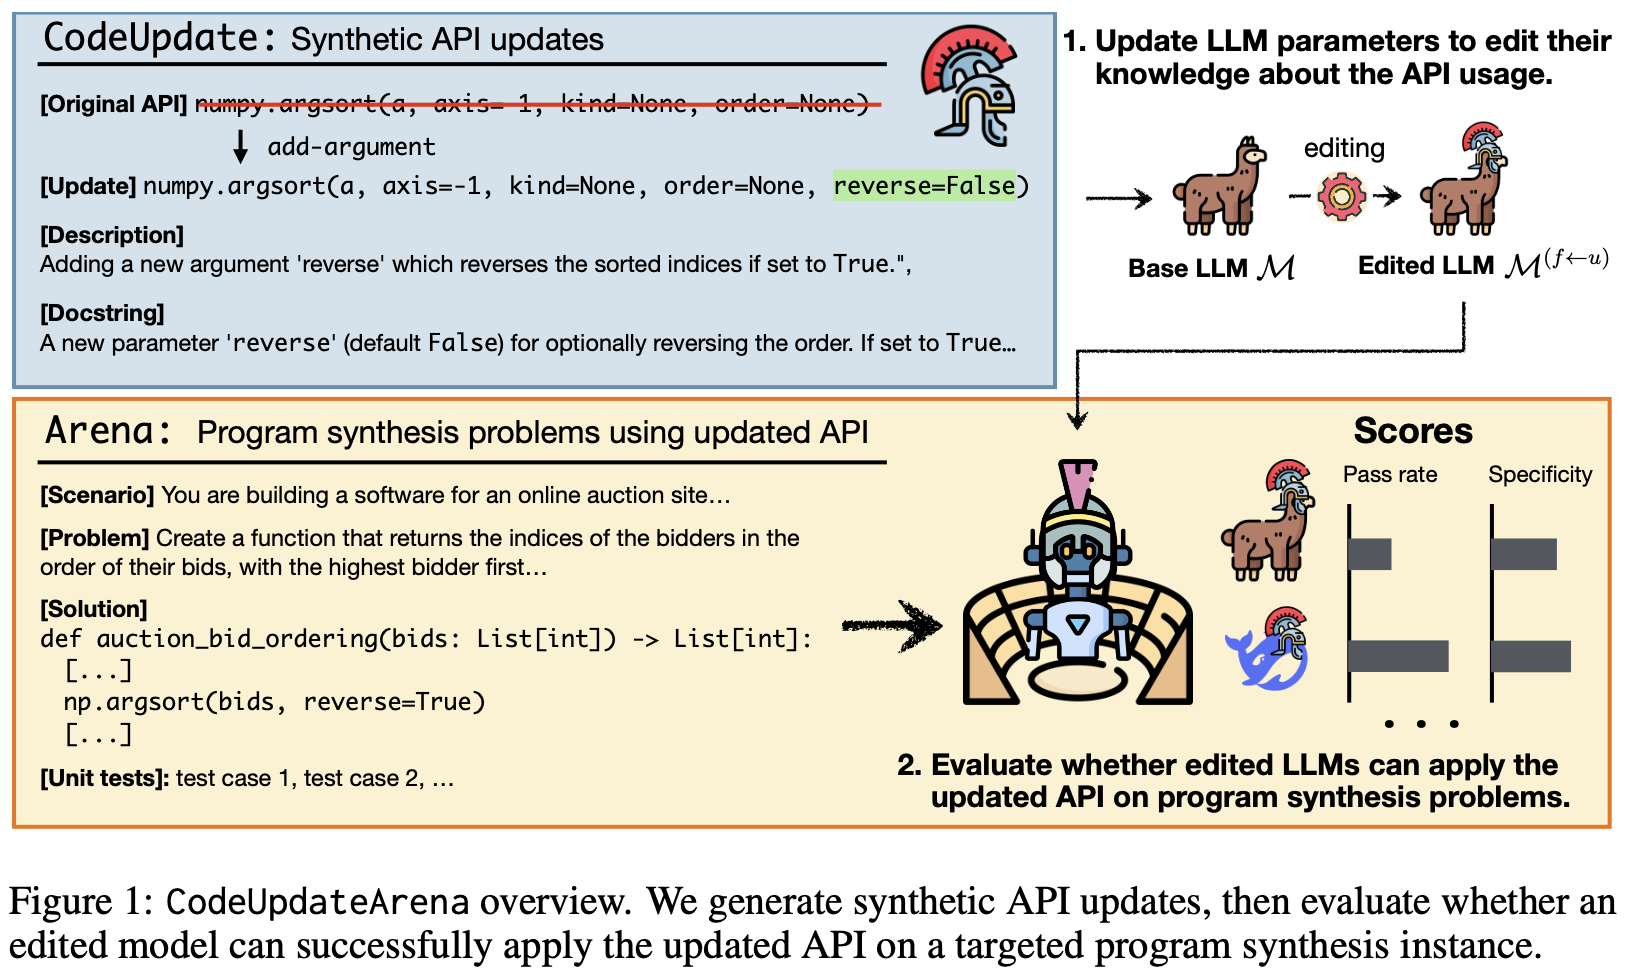 CodeUpdate: Synthetic API updates
[Original API] numpy.argsort(a, axis=-1, kind=None, order=None)
add-argument
[Update] numpy.argsort(a, axis=-1, kind=None, order=None, reverse=False)
[Description]
Adding a new argument 'reverse' which reverses the sorted indices if set to True.",
[Docstring]
A new parameter 'reverse' (default False) for optionally reversing the order. If set to True…
1. Update LLM parameters to edit their
knowledge about the API usage.
editing
Base LLM ℳ
Edited LLM ℳ^(f←u)
Arena: Program synthesis problems using updated API
[Scenario] You are building a software for an online auction site…
[Problem] Create a function that returns the indices of the bidders in the
order of their bids, with the highest bidder first…
[Solution]
def auction_bid_ordering(bids: List[int]) -> List[int]:
[...]
np.argsort(bids, reverse=True)
[...]
[Unit tests]: test case 1, test case 2, …
Scores
Pass rate
Specificity
. . .
2. Evaluate whether edited LLMs can apply the
updated API on program synthesis problems.
Figure 1: CodeUpdateArena overview. We generate synthetic API updates, then evaluate whether an
edited model can successfully apply the updated API on a targeted program synthesis instance.